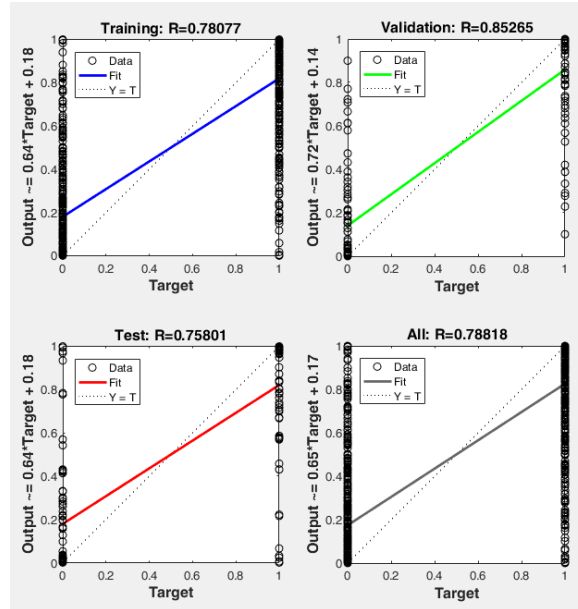 Training: R=0.78077
Output ~= 0.64*Target + 0.18
1
0.8
0.6
0.4
0.2
0
Data
Fit
Y = T
0 0.2 0.4 0.6 0.8 1
Target
Validation: R=0.85265
Output ~= 0.72*Target + 0.14
1
0.8
0.6
0.4
0.2
0
Data
Fit
Y = T
0 0.2 0.4 0.6 0.8 1
Target
Test: R=0.75801
Output ~= 0.64*Target + 0.18
1
0.8
0.6
0.4
0.2
0
Data
Fit
Y = T
0 0.2 0.4 0.6 0.8 1
Target
All: R=0.78818
Output ~= 0.65*Target + 0.17
1
0.8
0.6
0.4
0.2
0
Data
Fit
Y = T
0 0.2 0.4 0.6 0.8 1
Target